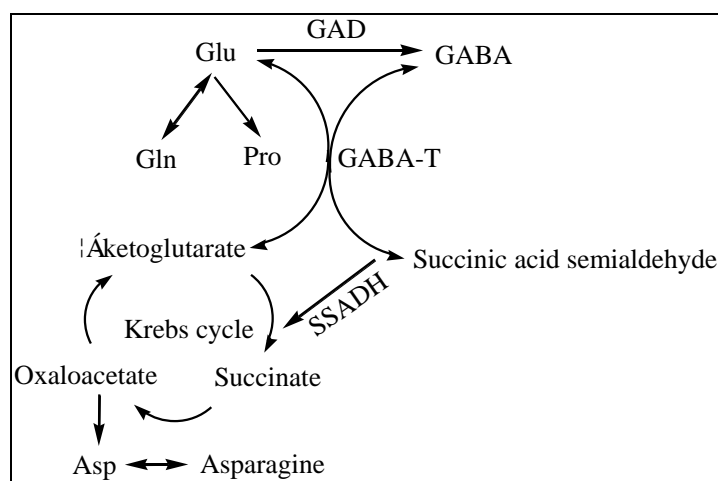 GAD
Glu
GABA
Gln
Pro
GABA-T
¦Áketoglutarate
Succinic acid semialdehyde
SSADH
Krebs cycle
Oxaloacetate
Succinate
Asp
Asparagine